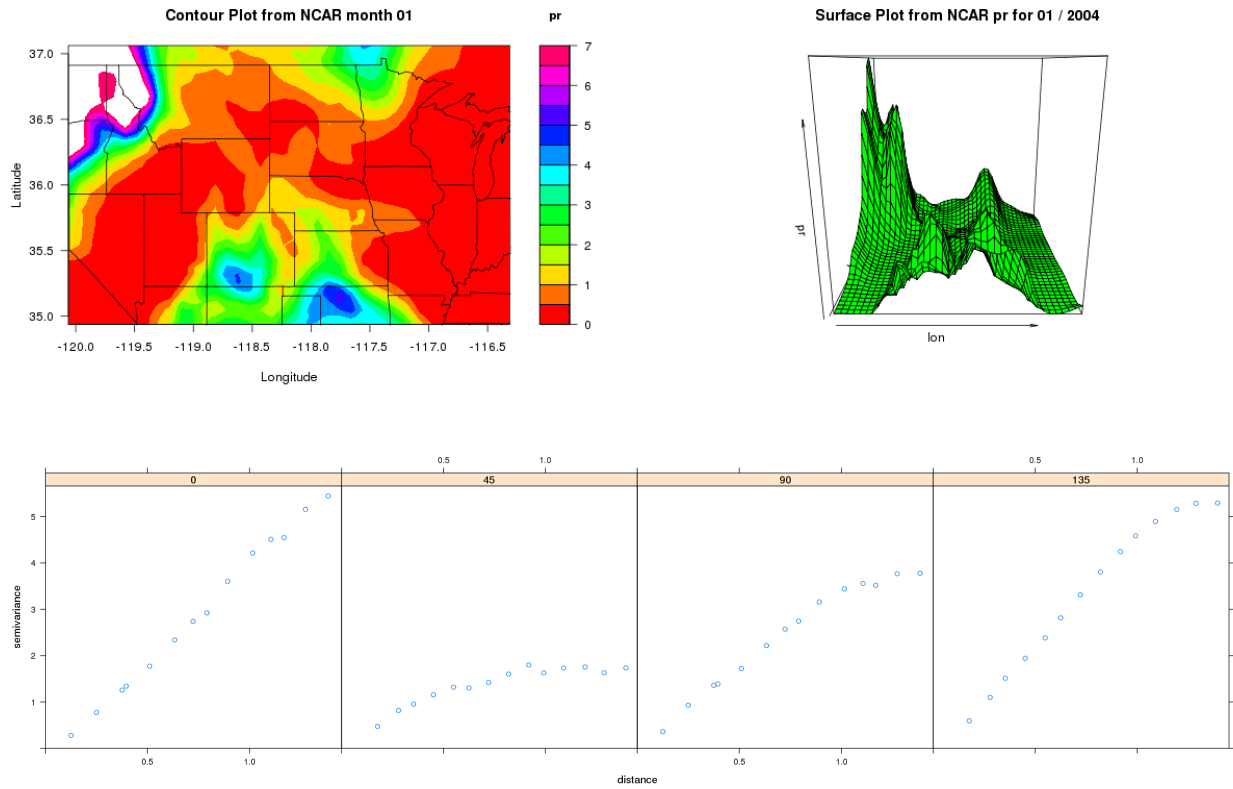 Contour Plot from NCAR month 01
pr
Latitude
37.0
36.5
36.0
35.5
35.0
-120.0 -119.5 -119.0 -118.5 -118.0 -117.5 -117.0 -116.5
Longitude
7
6
5
4
3
2
1
0
Surface Plot from NCAR pr for 01 / 2004
pr
lon
0.5 1.0 0.5 1.0
0 45 90 135
semivariance
5
4
3
2
1
0.5 1.0 0.5 1.0
distance